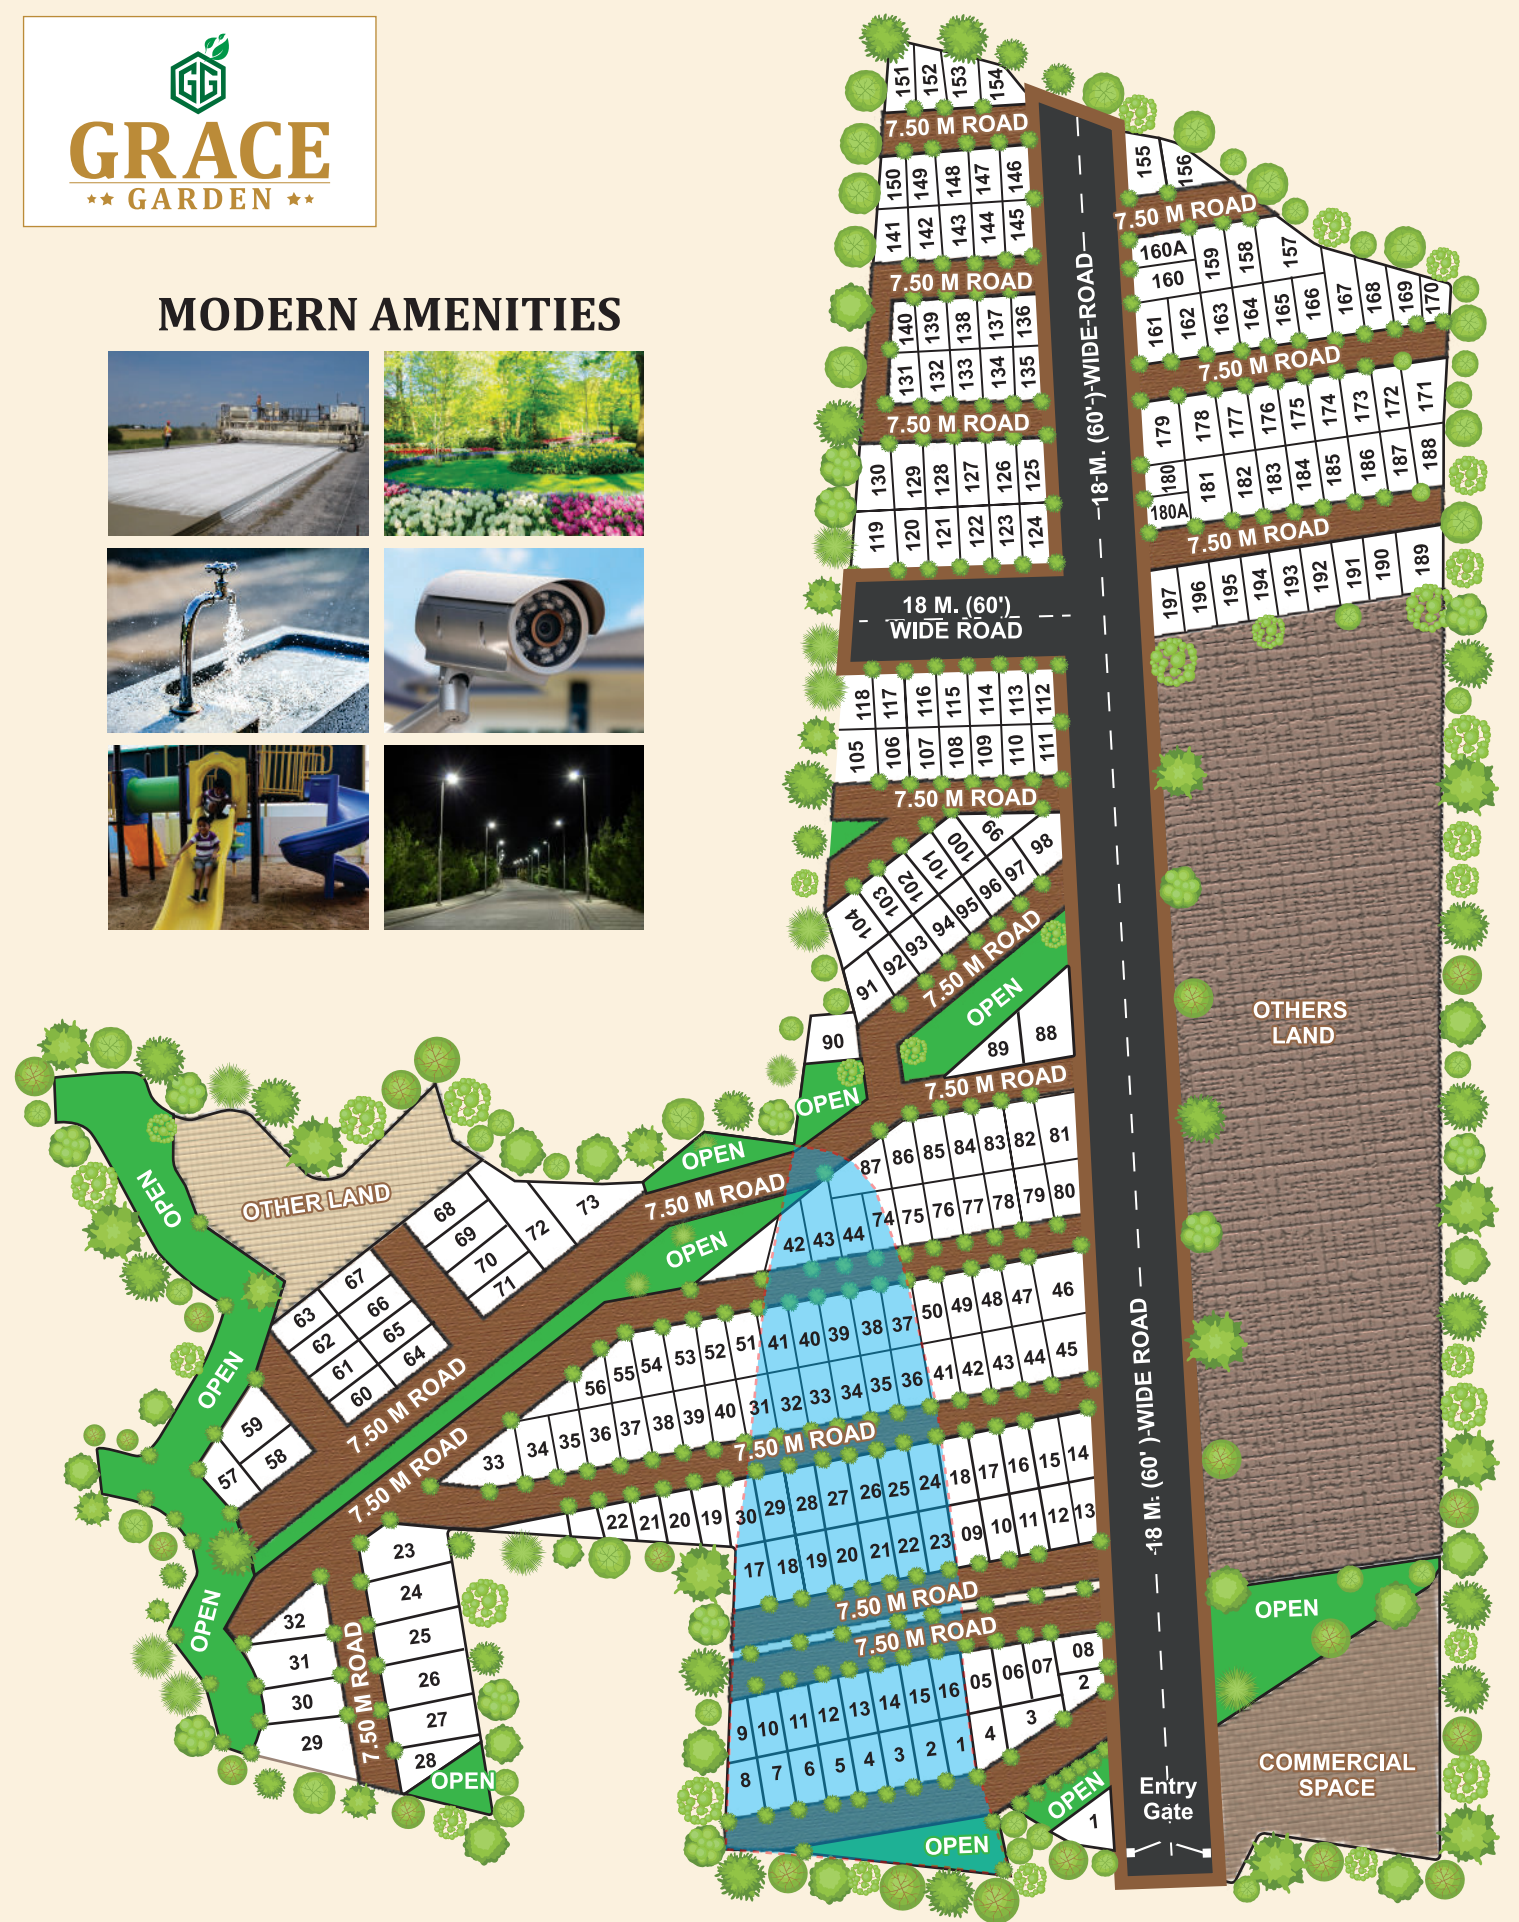 GG
GRACE
GARDEN
MODERN AMENITIES
151 152 153 154
7.50 M ROAD
150 149 148 147 146
141 142 143 144 145
7.50 M ROAD
140 139 138 137 136
131 132 133 134 135
7.50 M ROAD
130 129 128 127 126 125
119 120 121 122 123 124
18 M. (60')
WIDE ROAD
118 117 116 115 114 113 112
105 106 107 108 109 110 111
7.50 M ROAD
104 103 102 101 100 99 98
91 92 93 94 95 96 97
7.50 M ROAD
OPEN
90
89 88
OPEN
7.50 M ROAD
18 M. (60') WIDE ROAD
155 156
7.50 M ROAD
160A 159 158 157
160
161 162 163 164 165 166 167 168 169 170
7.50 M ROAD
179 178 177 176 175 174 173 172 171
180 181 182 183 184 185 186 187 188
180A
7.50 M ROAD
197 196 195 194 193 192 191 190 189
OTHERS
LAND
OPEN
OTHER LAND
OPEN
7.50 M ROAD
OPEN
68 69 70 71 72 73
63 67
62 66
61 65
60 64
OPEN
59
57 58
7.50 M ROAD
7.50 M ROAD
87 86 85 84 83 82 81
42 43 44 74 75 76 77 78 79 80
56 55 54 53 52 51 41 40 39 38 37 50 49 48 47 46
33 34 35 36 37 38 39 40 31 32 33 34 35 36 41 42 43 44 45
7.50 M ROAD
22 21 20 19 30 29 28 27 26 25 24 18 17 16 15 14
17 18 19 20 21 22 23 09 10 11 12 13
7.50 M ROAD
7.50 M ROAD
OPEN
32 31 30 29
7.50 M ROAD
23 24 25 26 27 28
OPEN
9 10 11 12 13 14 15 16 05 06 07 08
8 7 6 5 4 3 2 1 4 3 2
OPEN
OPEN
1
18 M. (60') WIDE ROAD
Entry
Gate
OPEN
COMMERCIAL
SPACE